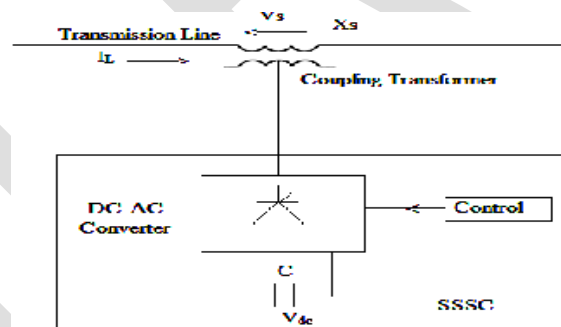 Vs
Xs
Transmission Line
IL
Coupling Transformer
DC-AC
Converter
Control
C
Vdc
SSSC